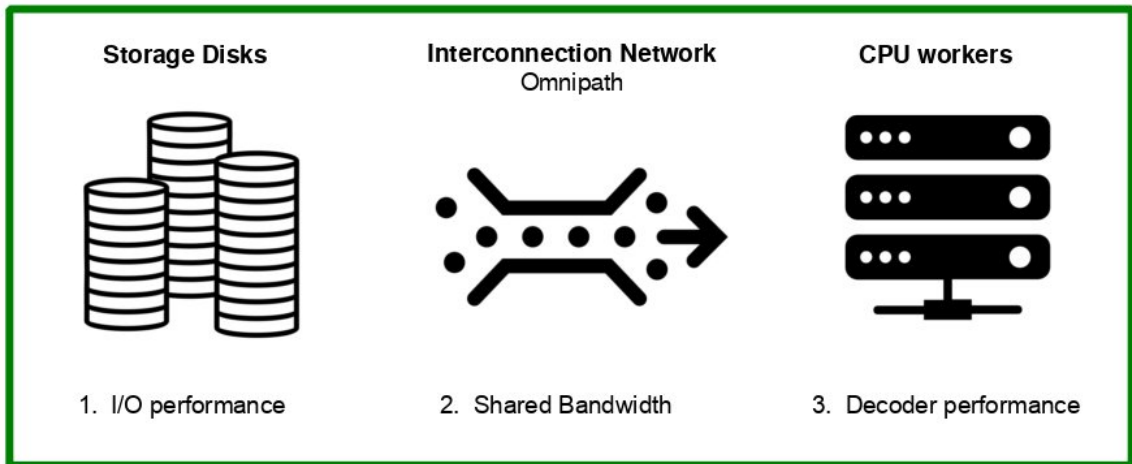 Storage Disks
Interconnection Network
Omnipath
CPU workers
1. I/O performance
2. Shared Bandwidth
3. Decoder performance